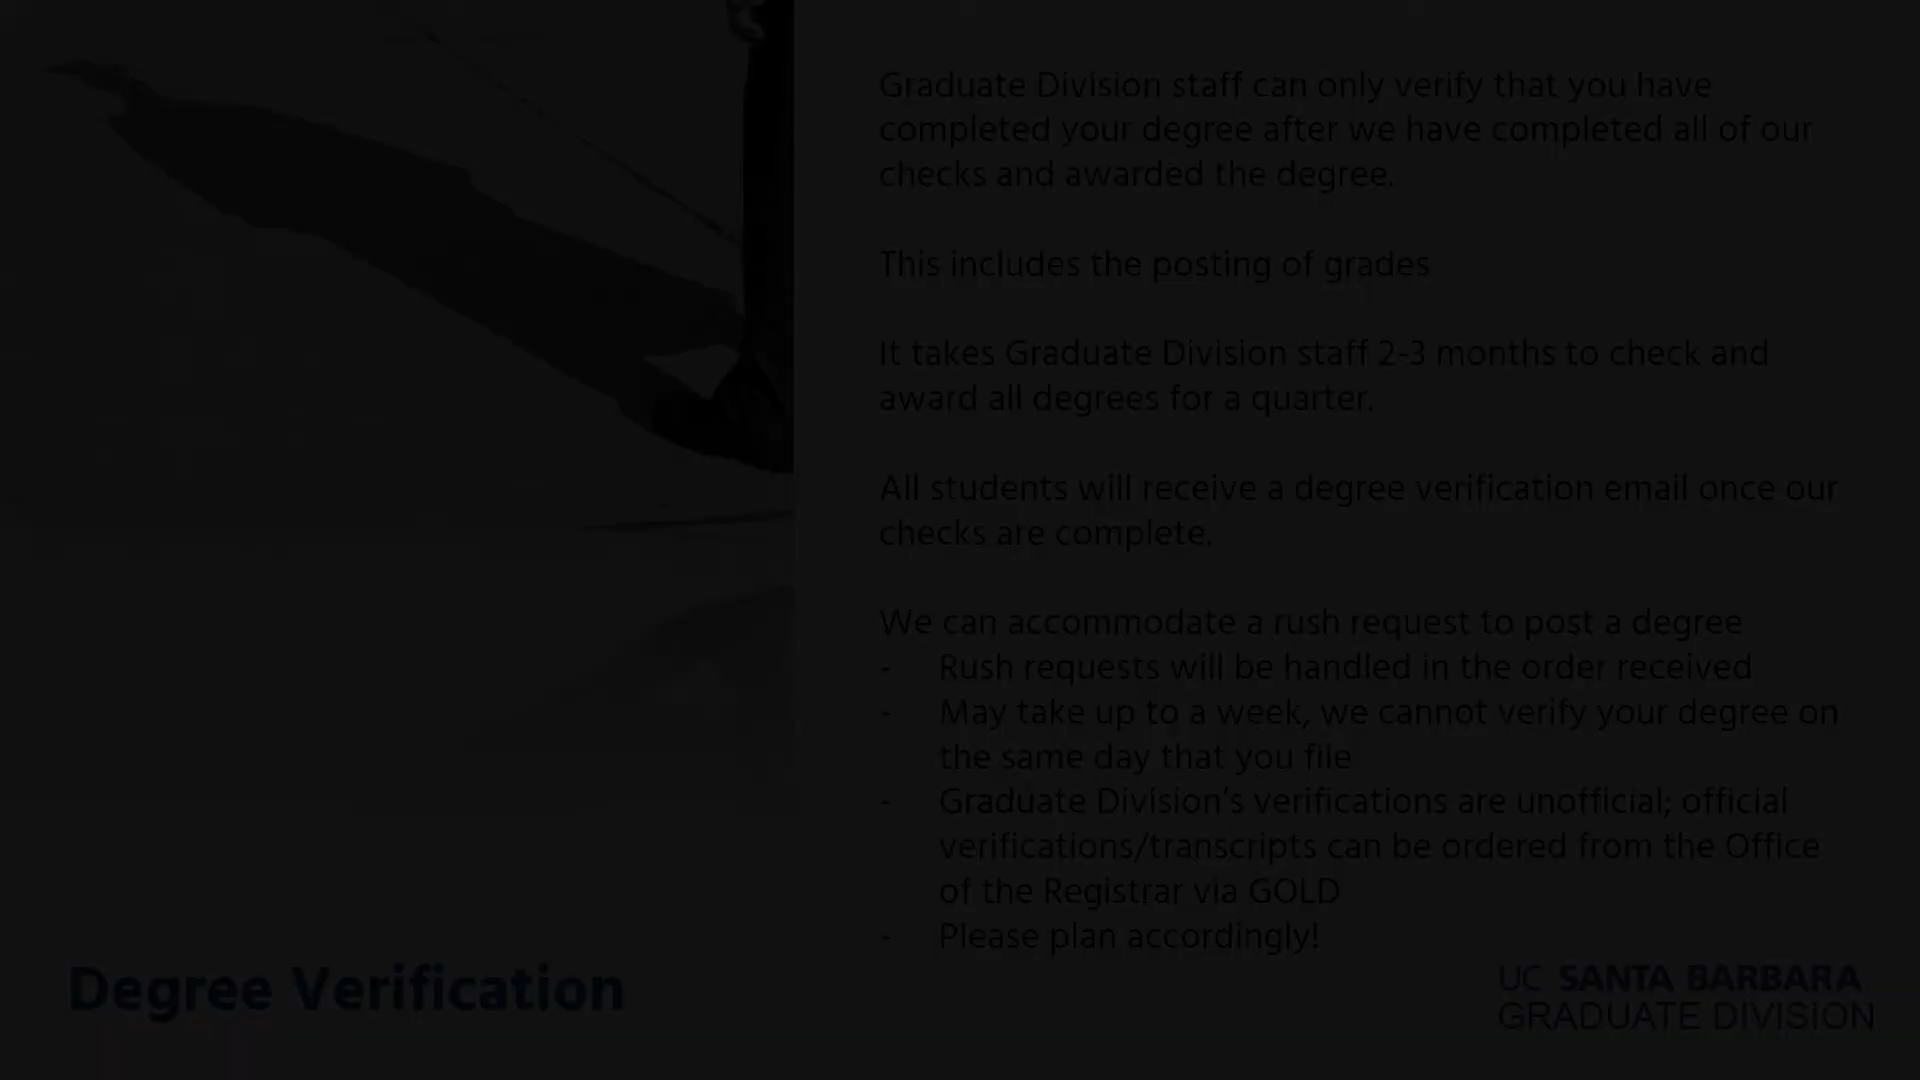 Graduate Division staff can only verify that you have
completed your degree after we have completed all of our
checks and awarded the degree.
This includes the posting of grades
It takes Graduate Division staff 2-3 months to check and
award all degrees for a quarter.
All students will receive a degree verification email once our
checks are complete.
We can accommodate a rush request to post a degree
- Rush requests will be handled in the order received
- May take up to a week, we cannot verify your degree on
the same day that you file
- Graduate Division’s verifications are unofficial; official
verifications/transcripts can be ordered from the Office
of the Registrar via GOLD
- Please plan accordingly!
Degree Verification
UC SANTA BARBARA
GRADUATE DIVISION